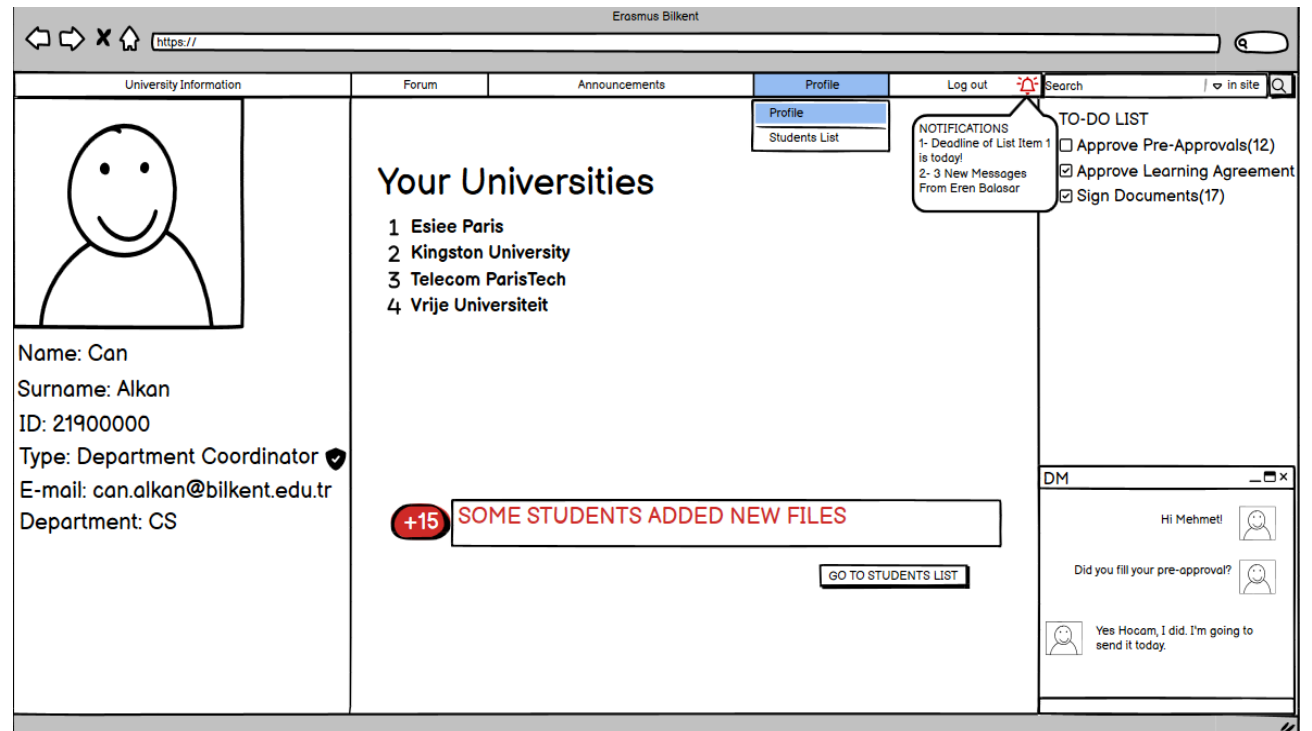 Erasmus Bilkent
https://
University Information
Forum
Announcements
Profile
Log out
Search
in site
Profile
Students List
NOTIFICATIONS
1- Deadline of List Item 1
is today!
2- 3 New Messages
From Eren Balasar
TO-DO LIST
Approve Pre-Approvals(12)
Approve Learning Agreement
Sign Documents(17)
Your Universities
1 Esiee Paris
2 Kingston University
3 Telecom ParisTech
4 Vrije Universiteit
Name: Can
Surname: Alkan
ID: 21900000
Type: Department Coordinator
E-mail: can.alkan@bilkent.edu.tr
Department: CS
+15
SOME STUDENTS ADDED NEW FILES
GO TO STUDENTS LIST
DM
Hi Mehmet!
Did you fill your pre-approval?
Yes Hocam, I did. I'm going to
send it today.